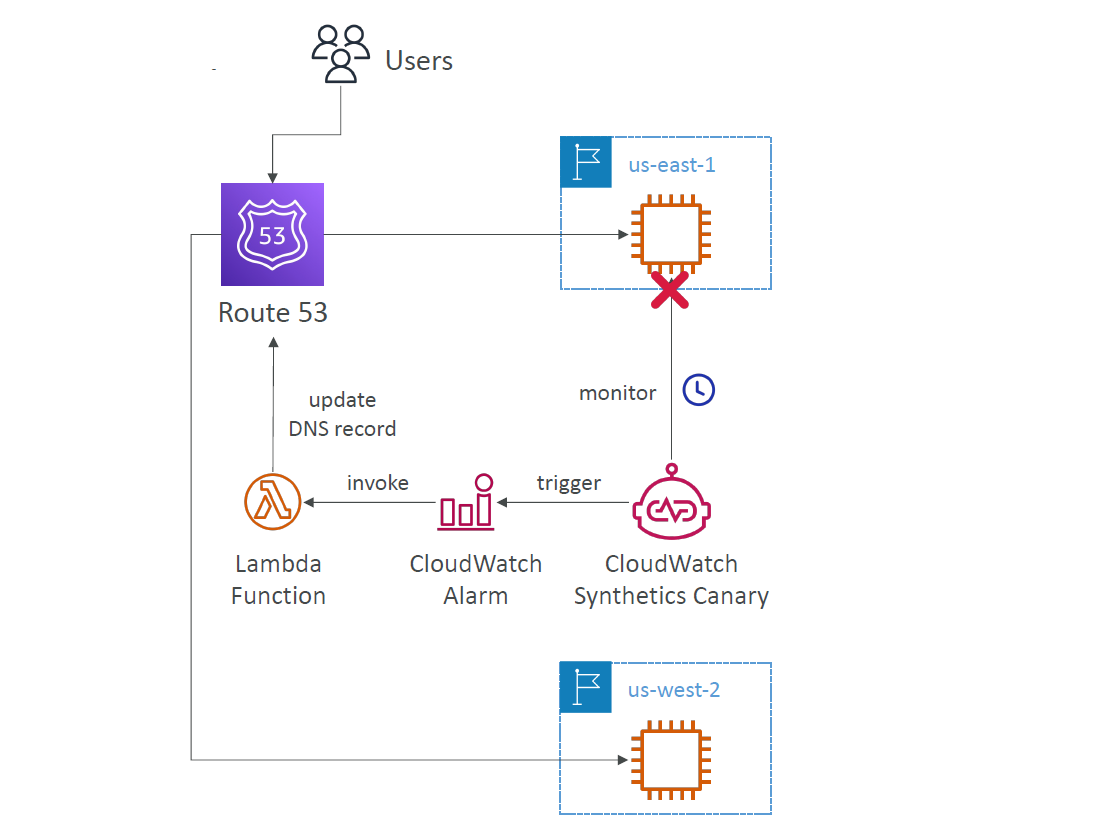 Users
us-east-1
53
Route 53
monitor
update
DNS record
invoke
trigger
Lambda
Function
CloudWatch
Alarm
CloudWatch
Synthetics Canary
us-west-2